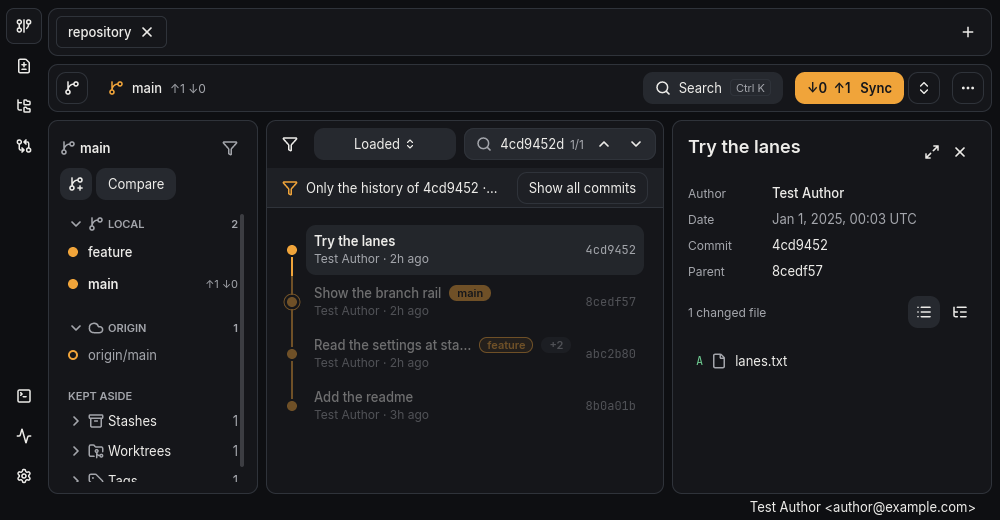 repository
main ↑1 ↓0
Search Ctrl K
↓0 ↑1 Sync
main
Compare
LOCAL 2
feature
main ↑1 ↓0
ORIGIN 1
origin/main
KEPT ASIDE
Stashes 1
Worktrees 1
Tags 1
Loaded
4cd9452d 1/1
Only the history of 4cd9452 ·...
Show all commits
Try the lanes
Test Author · 2h ago
4cd9452
Show the branch rail main
Test Author · 2h ago
8cedf57
Read the settings at sta... feature +2
Test Author · 2h ago
abc2b80
Add the readme
Test Author · 3h ago
8b0a01b
Try the lanes
Author Test Author
Date Jan 1, 2025, 00:03 UTC
Commit 4cd9452
Parent 8cedf57
1 changed file
A lanes.txt
Test Author <author@example.com>